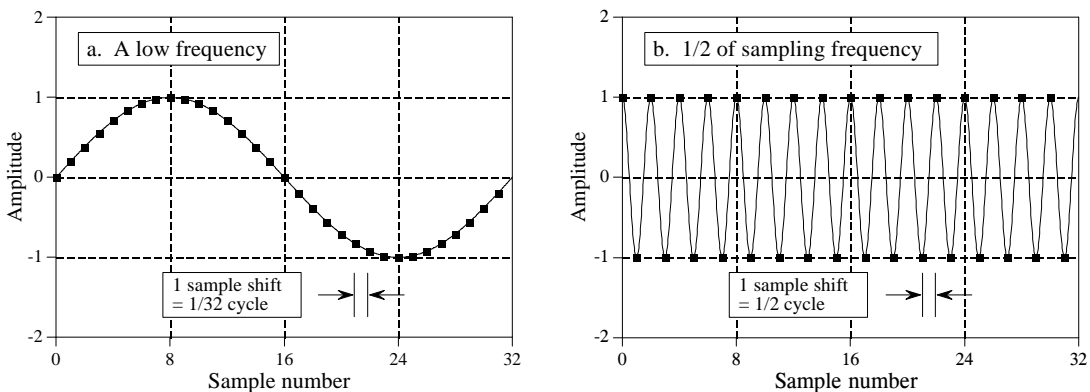 a. A low frequency
2
1
0
-1
-2
Amplitude
1 sample shift
= 1/32 cycle
0 8 16 24 32
Sample number
b. 1/2 of sampling frequency
2
1
0
-1
-2
Amplitude
1 sample shift
= 1/2 cycle
0 8 16 24 32
Sample number